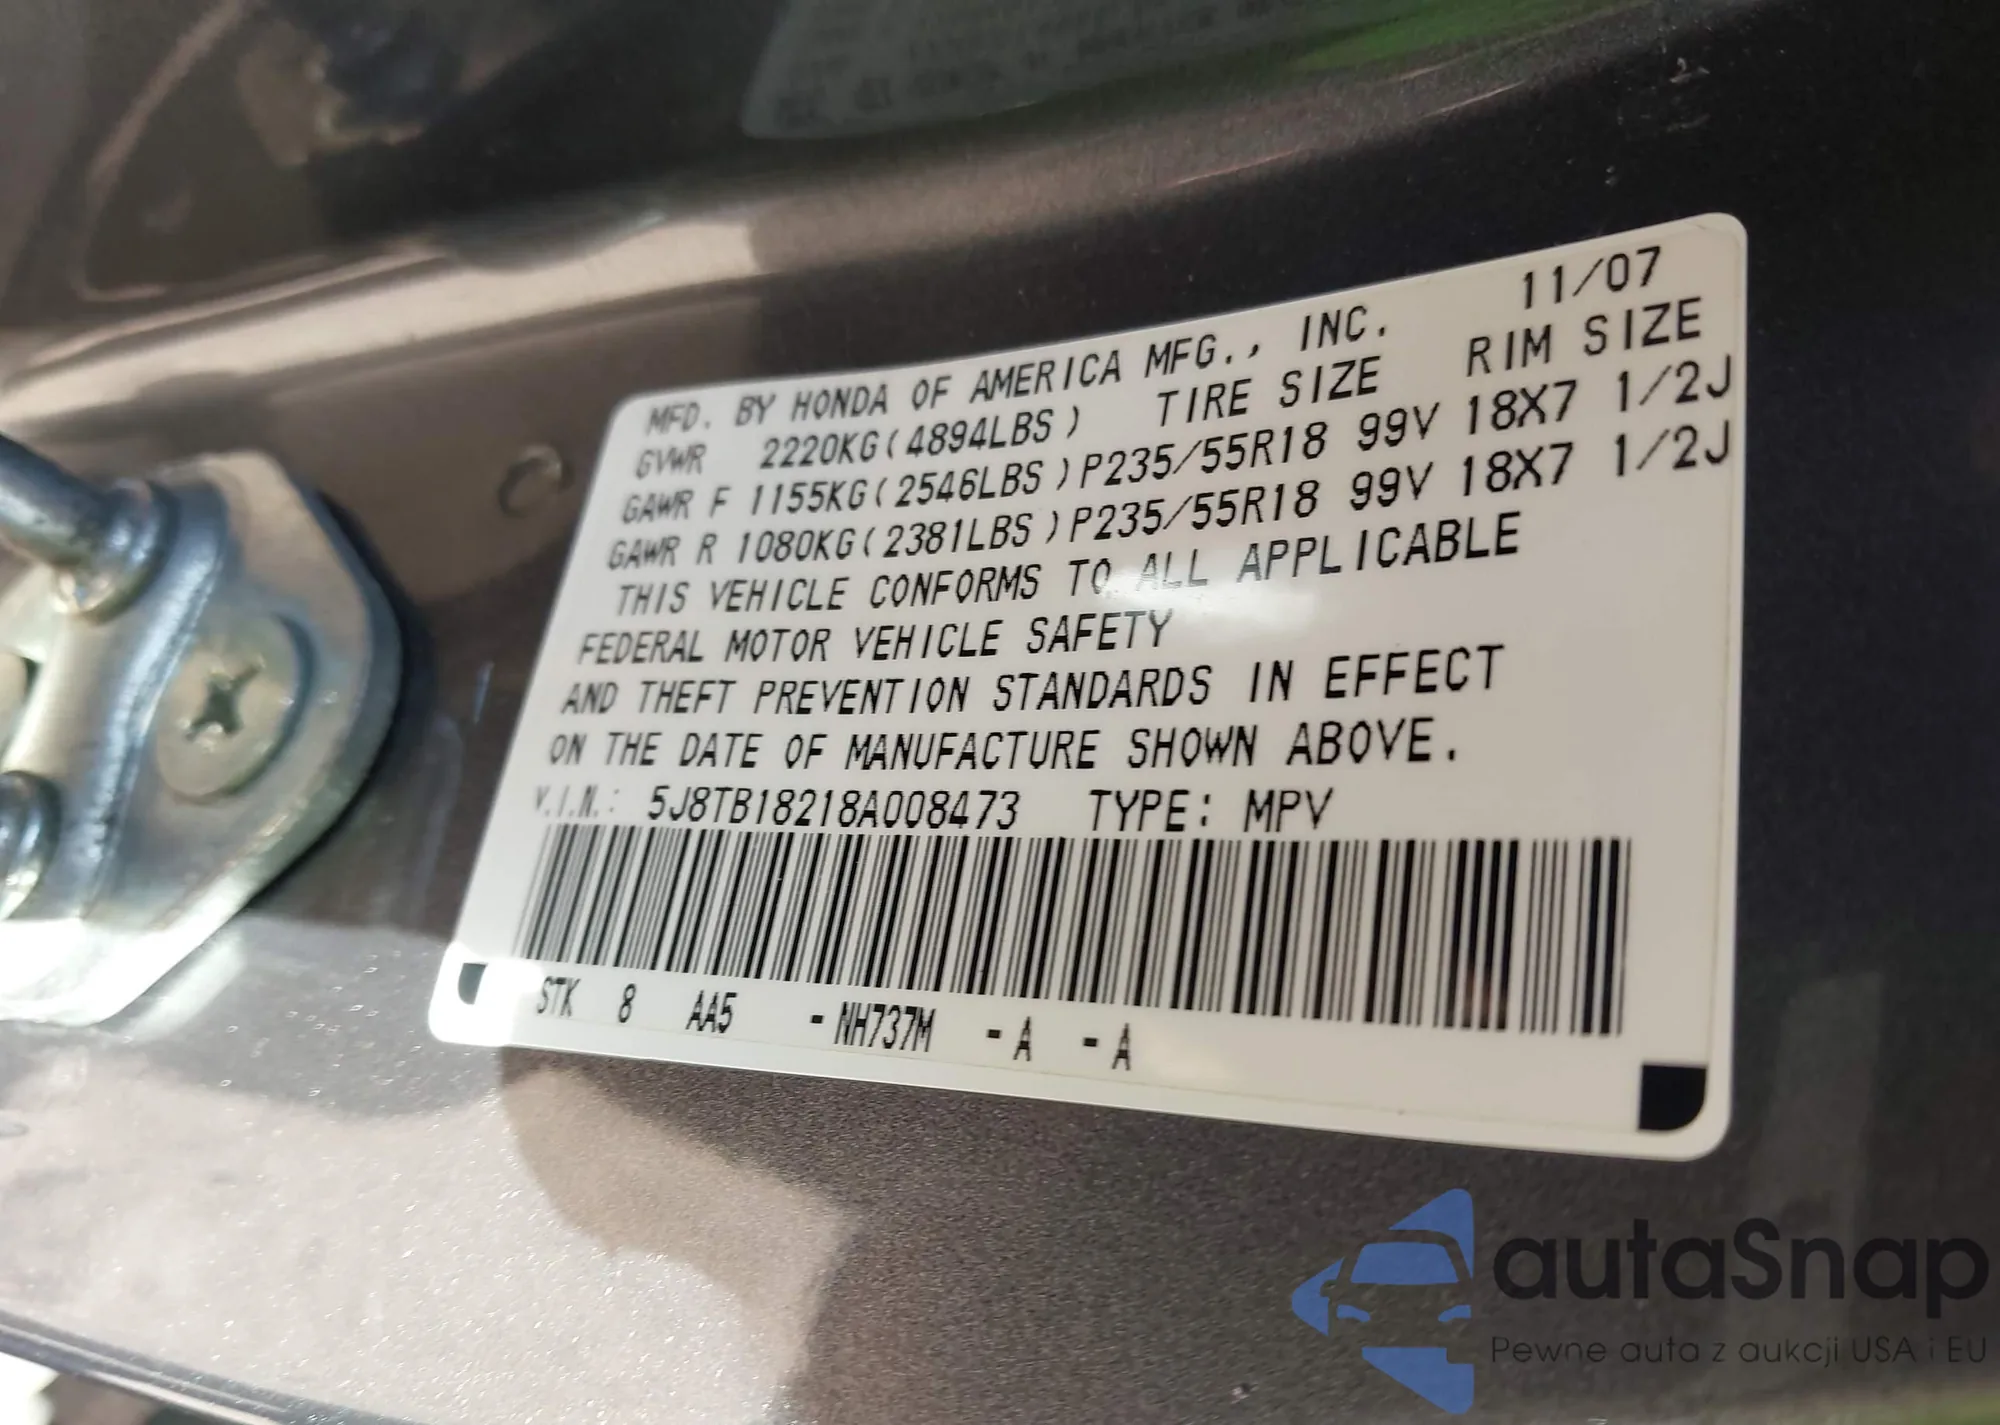 11/07
MFD. BY HONDA OF AMERICA MFG., INC.
GVWR 2220KG(4894LBS) TIRE SIZE RIM SIZE
GAWR F 1155KG(2546LBS)P235/55R18 99V 18X7 1/2J
GAWR R 1080KG(2381LBS)P235/55R18 99V 18X7 1/2J
THIS VEHICLE CONFORMS TO ALL APPLICABLE
FEDERAL MOTOR VEHICLE SAFETY
AND THEFT PREVENTION STANDARDS IN EFFECT
ON THE DATE OF MANUFACTURE SHOWN ABOVE.
V.I.N.: 5J8TB18218A008473 TYPE: MPV
STK 8 AA5 -NH737M -A -A
autaSnap
Pewne auta z aukcji USA i EU